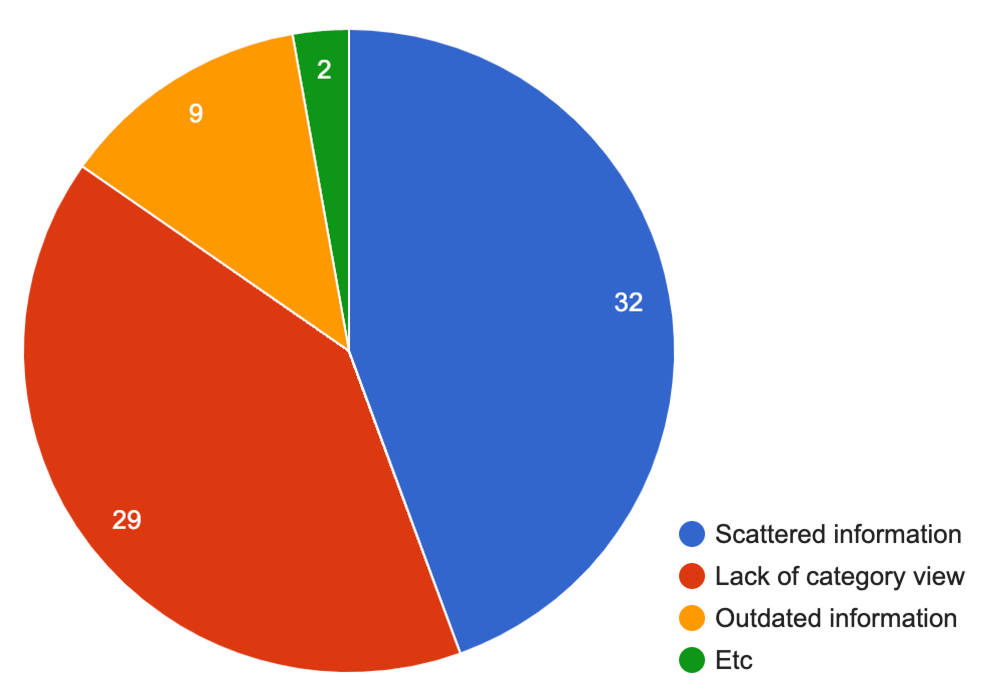 2
9
32
29
Scattered information
Lack of category view
Outdated information
Etc